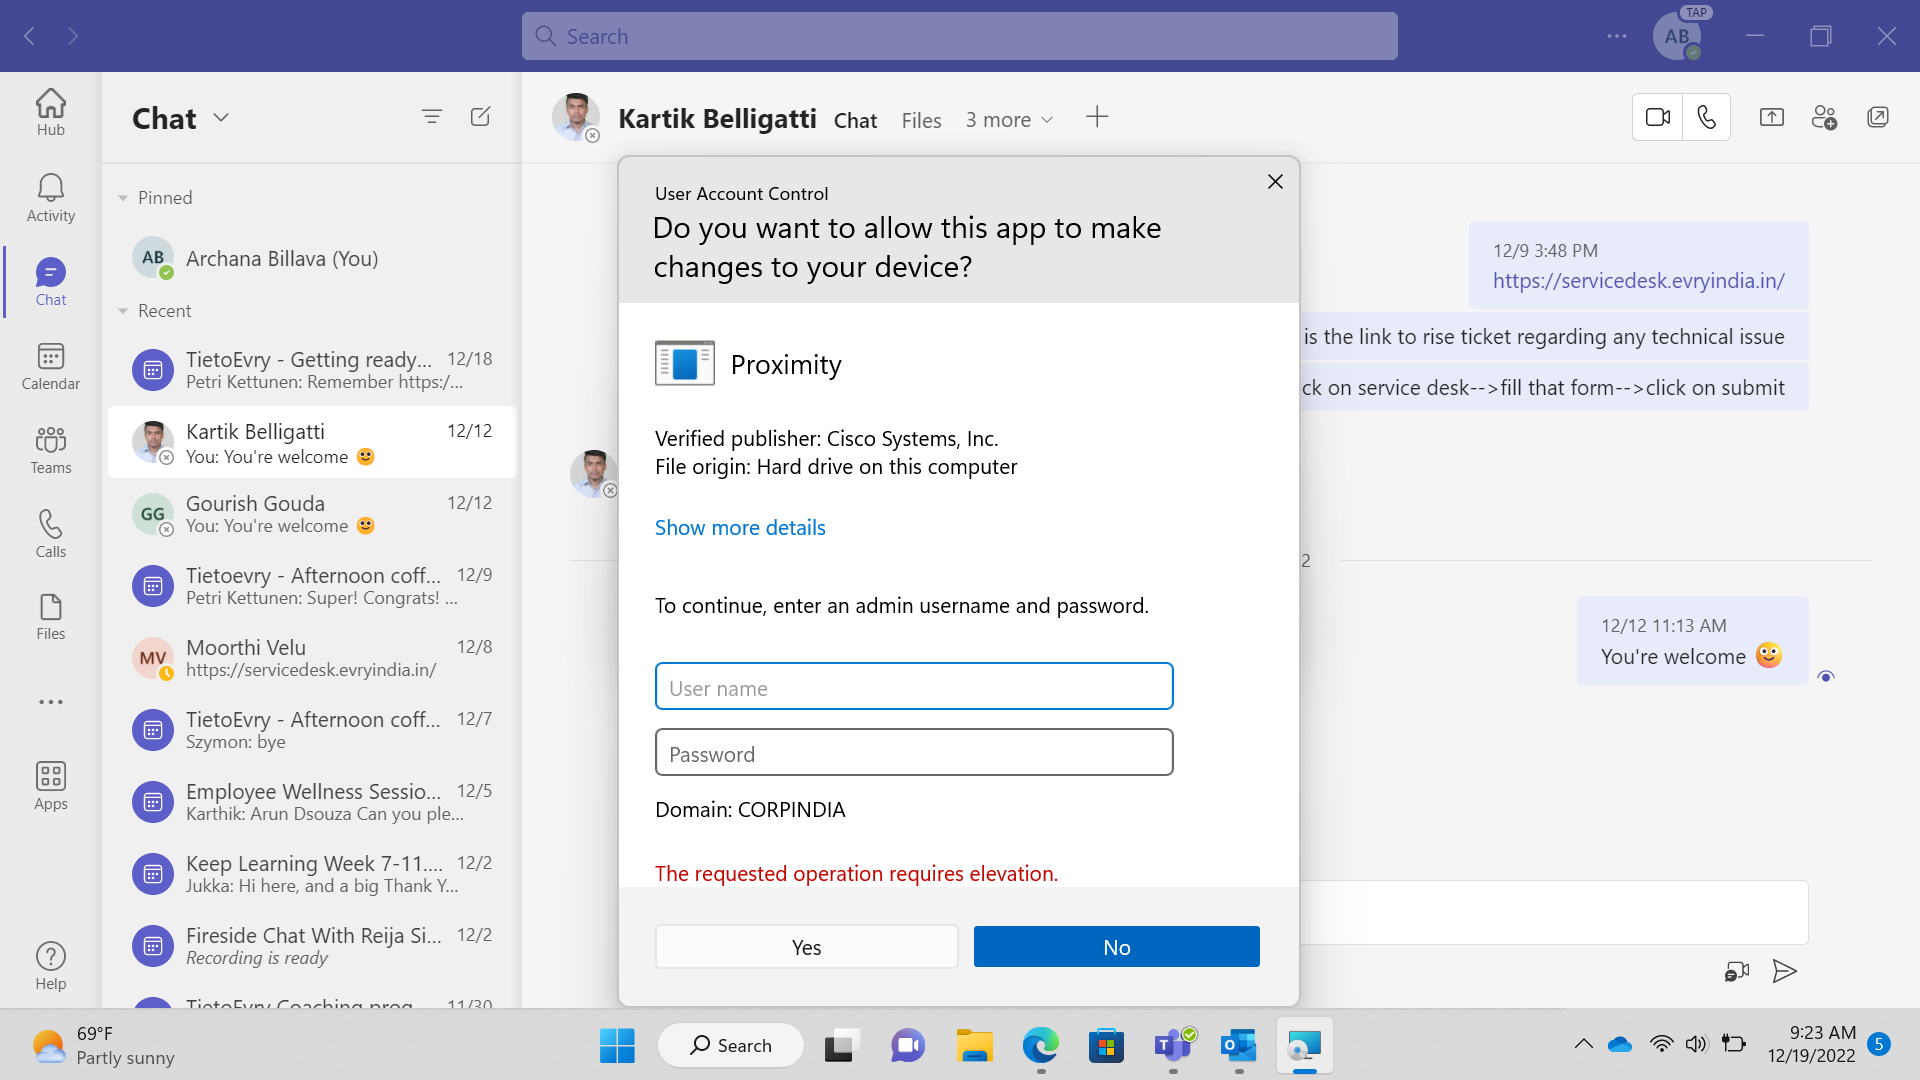 Search
TAP
AB
Hub
Activity
Chat
Calendar
Teams
Calls
Files
Apps
Help
Chat
Pinned
AB
Archana Billava (You)
Recent
TietoEvry - Getting ready... 12/18
Petri Kettunen: Remember https:/...
Kartik Belligatti 12/12
You: You're welcome
GG
Gourish Gouda 12/12
You: You're welcome
Tietoevry - Afternoon coff... 12/9
Petri Kettunen: Super! Congrats! ...
MV
Moorthi Velu 12/8
https://servicedesk.evryindia.in/
TietoEvry - Afternoon coff... 12/7
Szymon: bye
Employee Wellness Sessio... 12/5
Karthik: Arun Dsouza Can you ple...
Keep Learning Week 7-11.... 12/2
Jukka: Hi here, and a big Thank Y...
Fireside Chat With Reija Si... 12/2
Recording is ready
TietoEvry Coaching prog 11/30
Kartik Belligatti Chat Files 3 more
12/9 3:48 PM
https://servicedesk.evryindia.in/
is the link to rise ticket regarding any technical issue
ck on service desk-->fill that form-->click on submit
2
12/12 11:13 AM
You're welcome
User Account Control
Do you want to allow this app to make
changes to your device?
Proximity
Verified publisher: Cisco Systems, Inc.
File origin: Hard drive on this computer
Show more details
To continue, enter an admin username and password.
User name
Password
Domain: CORPINDIA
The requested operation requires elevation.
Yes No
69°F
Partly sunny
Search
9:23 AM
12/19/2022
5